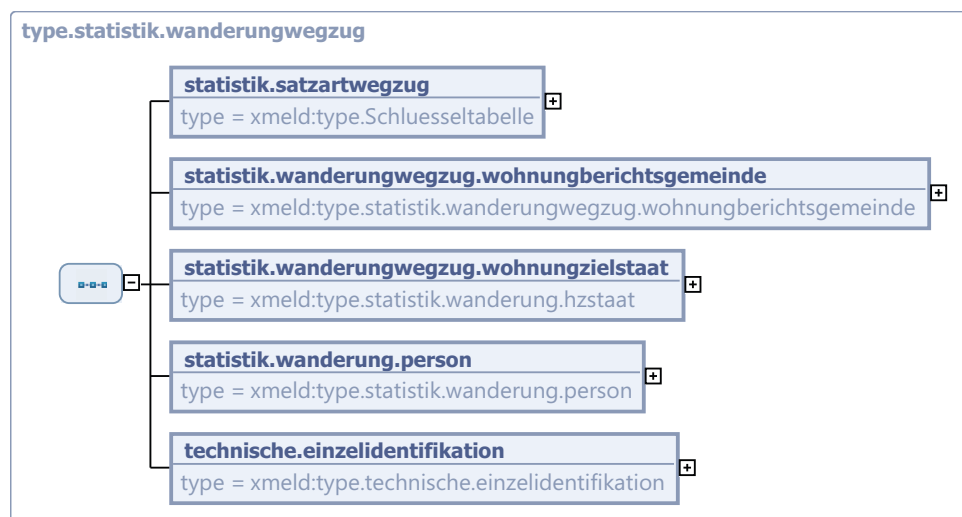 type.statistik.wanderungwegzug
statistik.satzartwegzug
type = xmeld:type.Schluesseltabelle
statistik.wanderungwegzug.wohnungberichtsgemeinde
type = xmeld:type.statistik.wanderungwegzug.wohnungberichtsgemeinde
statistik.wanderungwegzug.wohnungzielstaat
type = xmeld:type.statistik.wanderung.hzstaat
statistik.wanderung.person
type = xmeld:type.statistik.wanderung.person
technische.einzelidentifikation
type = xmeld:type.technische.einzelidentifikation